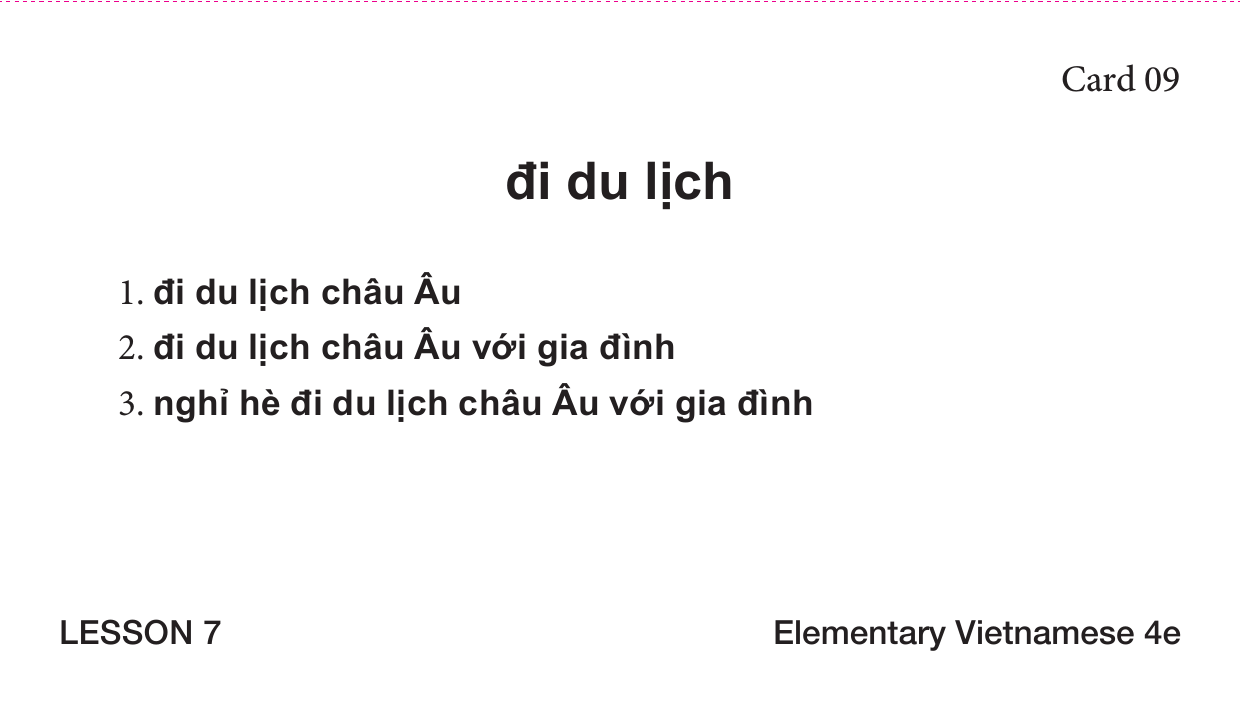 Card 09
đi du lịch
1. đi du lịch châu Âu
2. đi du lịch châu Âu với gia đình
3. nghỉ hè đi du lịch châu Âu với gia đình
LESSON 7
Elementary Vietnamese 4e